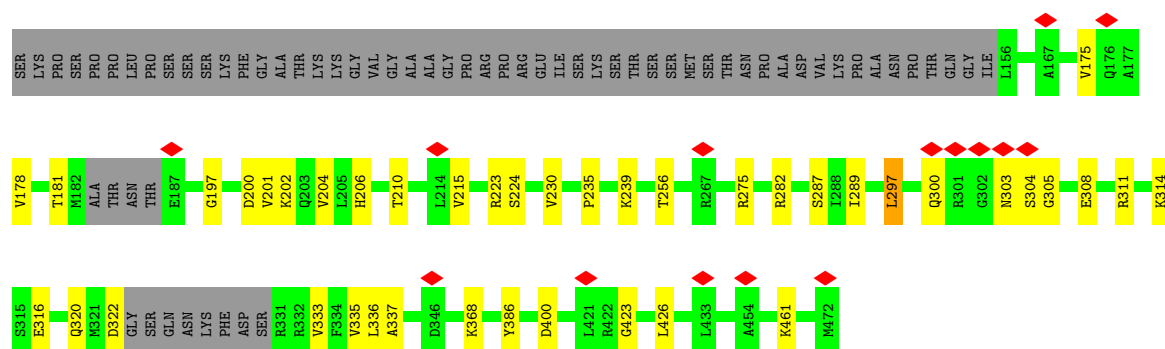 SER LYS PRO SER PRO PRO LEU PRO SER SER SER LYS PHE GLY ALA THR LYS LYS GLY VAL GLY ALA ALA GLY PRO ARG PRO ARG GLU ILE SER LYS SER THR SER SER MET SER THR ASN PRO ALA ASP VAL LYS PRO ALA ASN PRO THR GLN GLY ILE L156 A167 V175 Q176 A177
V178 T181 M182 ALA THR ASN THR E187 G197 D200 V201 K202 Q203 V204 L205 H206 T210 L214 V215 R223 S224 V230 P235 K239 T256 R267 R275 R282 S287 I288 I289 L297 Q300 R301 G302 N303 S304 G305 E308 R311 K314
S315 E316 Q320 M321 D322 GLY SER GLN ASN LYS PHE ASP SER R331 R332 V333 F334 V335 L336 A337 D346 K368 Y386 D400 L421 R422 G423 L426 L433 A454 K461 M472